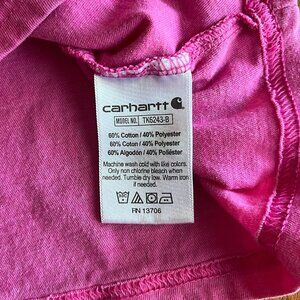 carhartt
MODEL NO. TK6243-B
60% Cotton / 40% Polyester
60% Coton / 40% Polyester
60% Algodón / 40% Poliéster
Machine wash cold with like colors.
Only non chlorine bleach when
needed. Tumble dry low. Warm iron
if needed.
RN 13706